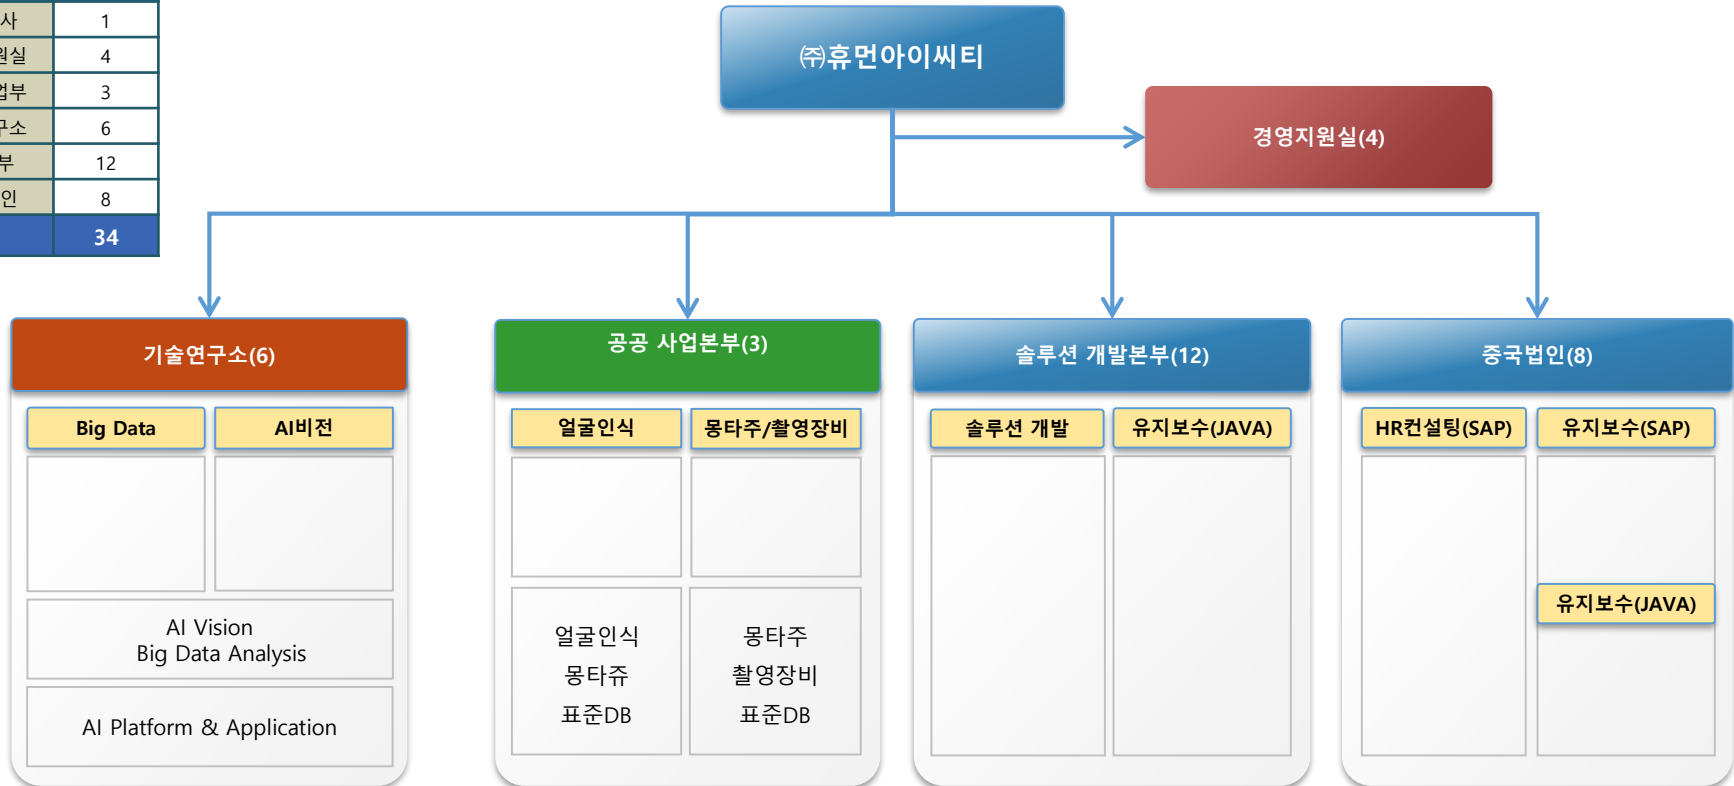 사 1
원실 4
업부 3
구소 6
부 12
인 8
34
㈜휴먼아이씨티
경영지원실(4)
기술연구소(6)
공공 사업본부(3)
솔루션 개발본부(12)
중국법인(8)
Big Data
AI비전
얼굴인식
몽타주/촬영장비
솔루션 개발
유지보수(JAVA)
HR컨설팅(SAP)
유지보수(SAP)
유지보수(JAVA)
AI Vision
Big Data Analysis
AI Platform & Application
얼굴인식
몽타쥬
표준DB
몽타주
촬영장비
표준DB